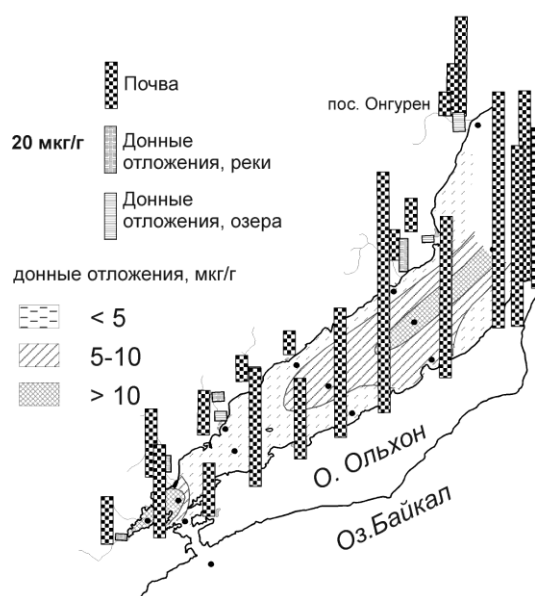 Почва
пос. Онгурен
20 мкг/г
Донные
отложения, реки
Донные
отложения, озера
донные отложения, мкг/г
< 5
5-10
> 10
О. Ольхон
Оз.Байкал